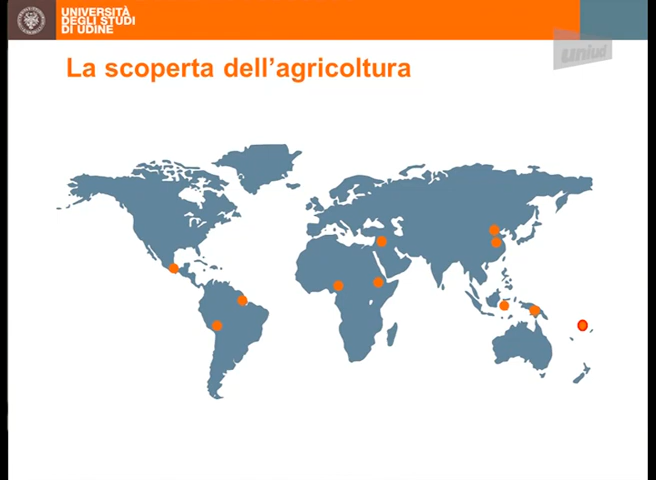 UNIVERSITÀ
DEGLI STUDI
DI UDINE
uniud
La scoperta dell'agricoltura